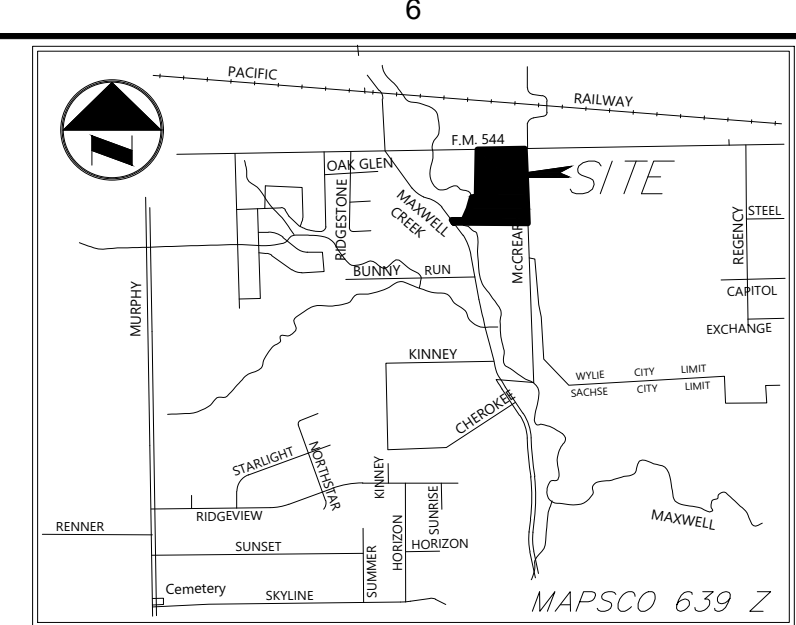 6
PACIFIC
RAILWAY
F.M. 544
OAK GLEN
SITE
RIDGESTONE
MAXWELL
CREEK
McCREAR
REGENCY
STEEL
BUNNY RUN
CAPITOL
MURPHY
EXCHANGE
KINNEY
WYLIE CITY LIMIT
SACHSE CITY LIMIT
CHEROKEE
STARLIGHT
NORTHSTAR
KINNEY
SUNRISE
RIDGEVIEW
MAXWELL
RENNER
SUNSET
SUMMER
HORIZON
HORIZON
Cemetery
SKYLINE
MAPSCO 639 Z